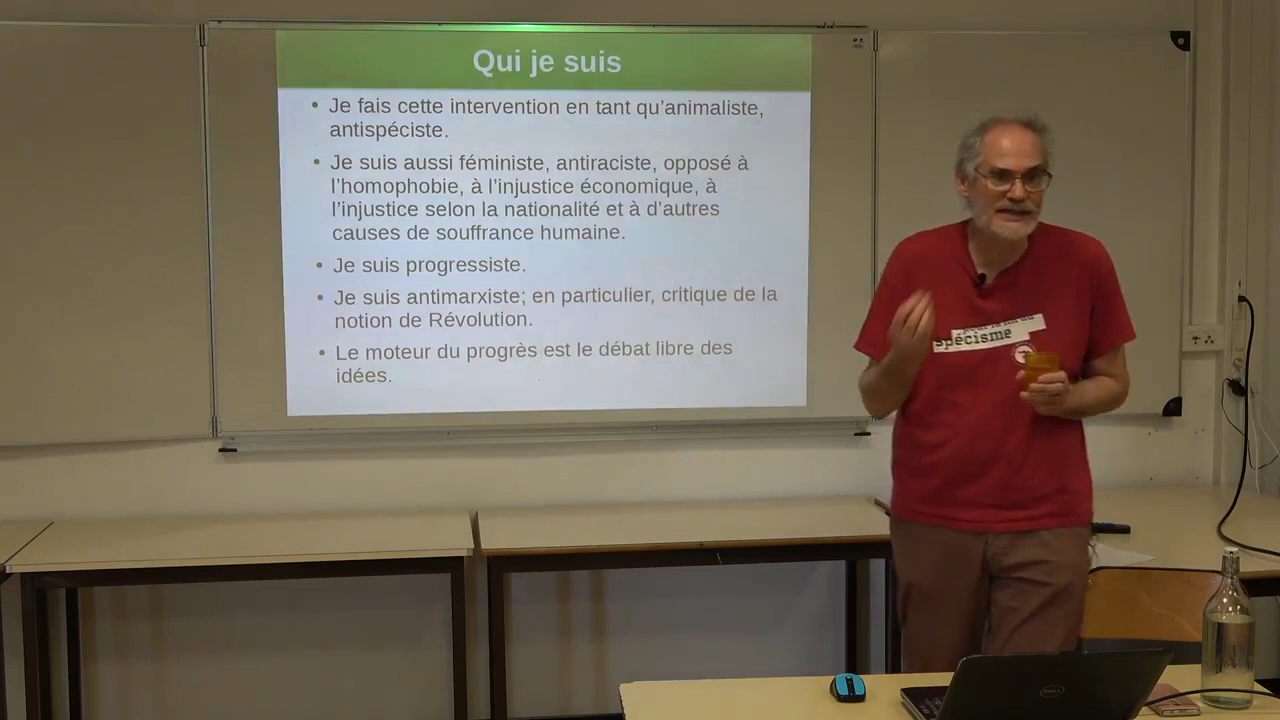 Qui je suis
• Je fais cette intervention en tant qu’animaliste,
antispéciste.
• Je suis aussi féministe, antiraciste, opposé à
l’homophobie, à l’injustice économique, à
l’injustice selon la nationalité et à d’autres
causes de souffrance humaine.
• Je suis progressiste.
• Je suis antimarxiste; en particulier, critique de la
notion de Révolution.
• Le moteur du progrès est le débat libre des
idées.
spécisme
DELL